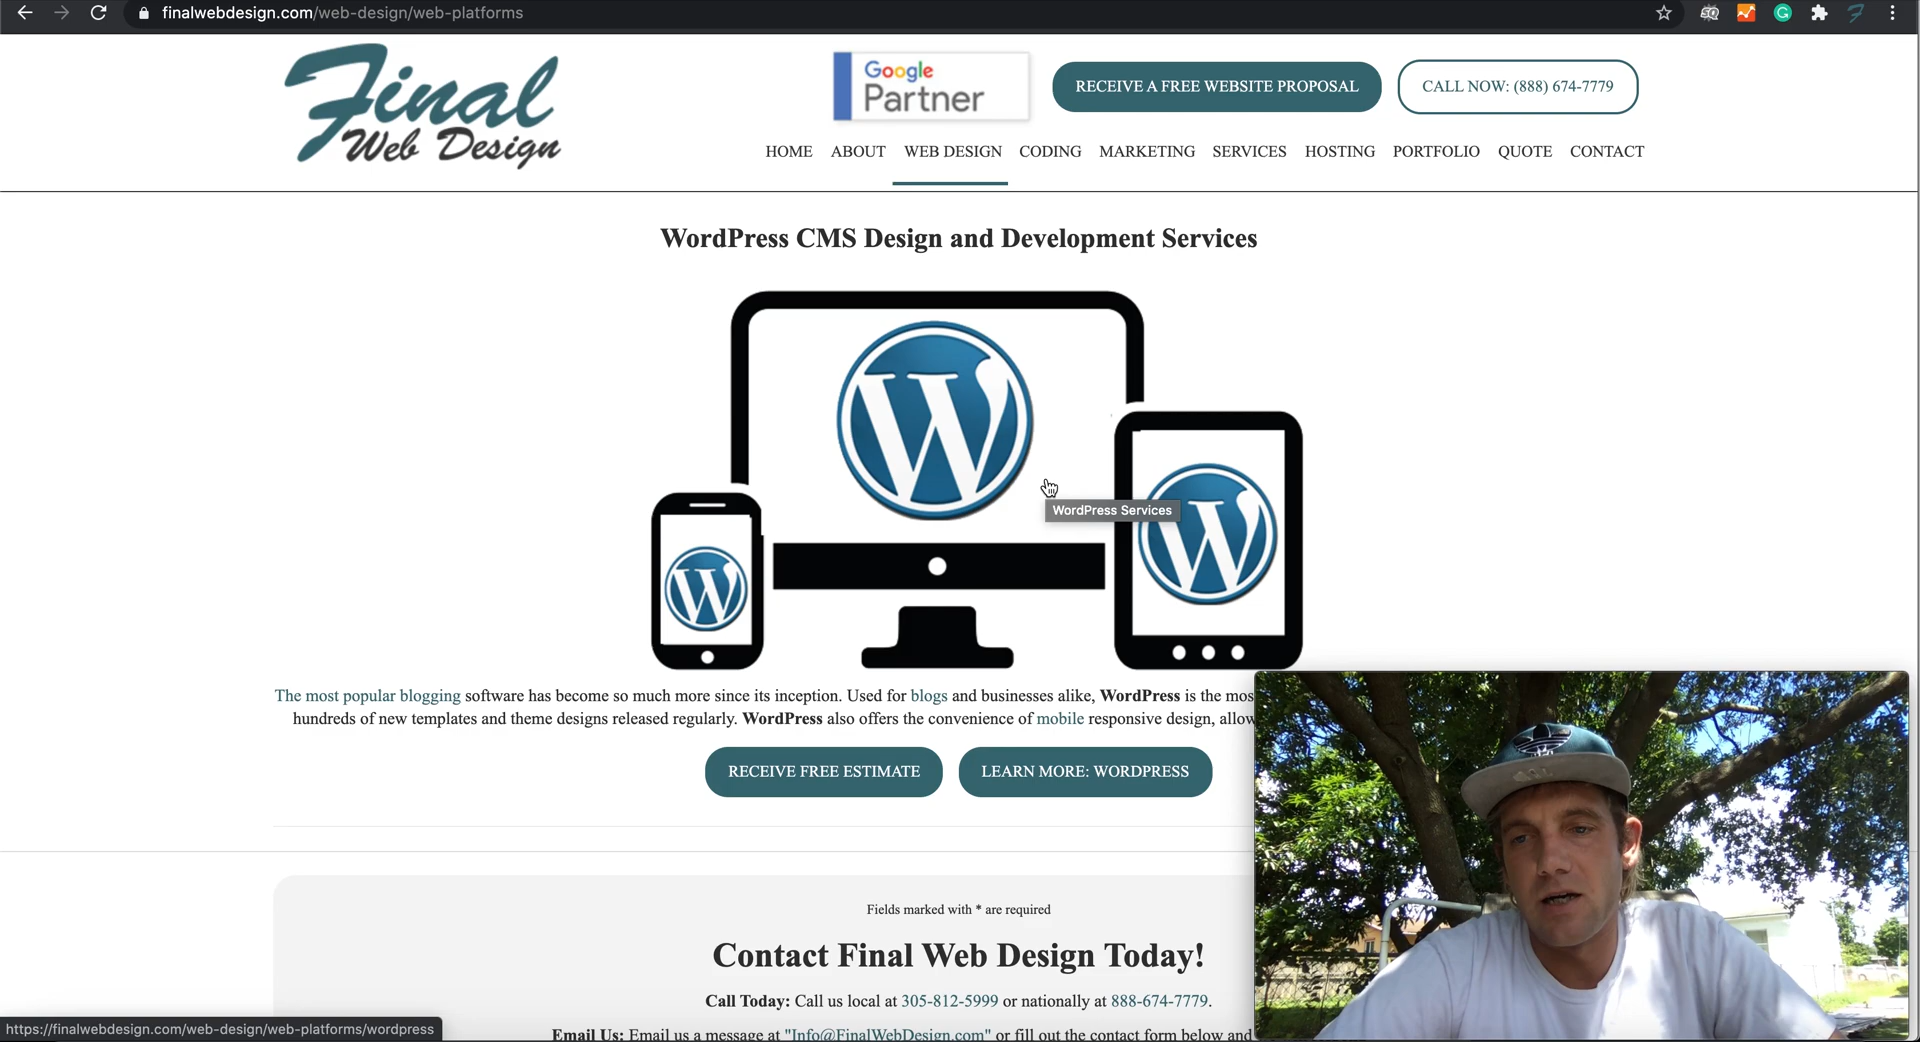 finalwebdesign.com/web-design/web-platforms
SQ
G
Final
Web Design
Google
Partner
RECEIVE A FREE WEBSITE PROPOSAL
CALL NOW: (888) 674-7779
HOME ABOUT WEB DESIGN CODING MARKETING SERVICES HOSTING PORTFOLIO QUOTE CONTACT
WordPress CMS Design and Development Services
W
W
W
WordPress Services
The most popular blogging software has become so much more since its inception. Used for blogs and businesses alike, WordPress is the mos
hundreds of new templates and theme designs released regularly. WordPress also offers the convenience of mobile responsive design, allow
RECEIVE FREE ESTIMATE
LEARN MORE: WORDPRESS
Fields marked with * are required
Contact Final Web Design Today!
Call Today: Call us local at 305-812-5999 or nationally at 888-674-7779.
Email Us: Email us a message at "Info@FinalWebDesign.com" or fill out the contact form below and
https://finalwebdesign.com/web-design/web-platforms/wordpress